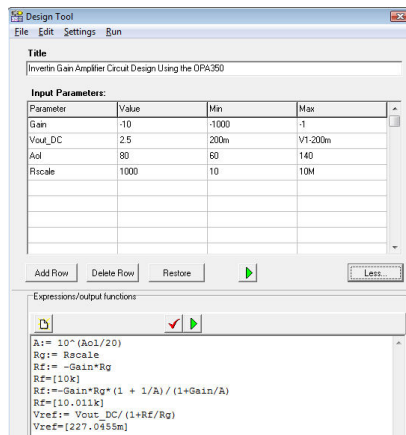 Design Tool
File Edit Settings Run
Title
Invertin Gain Amplifier Circuit Design Using the OPA350
Input Parameters:
Parameter Value Min Max
Gain -10 -1000 -1
Vout_DC 2.5 200m V1-200m
Aol 80 60 140
Rscale 1000 10 10M
Add Row Delete Row Restore Less...
Expressions/output functions
A:= 10^(Aol/20)
Rg:= Rscale
Rf:= -Gain*Rg
Rf=[10k]
Rf:=-Gain*Rg*(1 + 1/A)/(1+Gain/A)
Rf=[10.011k]
Vref:= Vout_DC/(1+Rf/Rg)
Vref=[227.0455m]